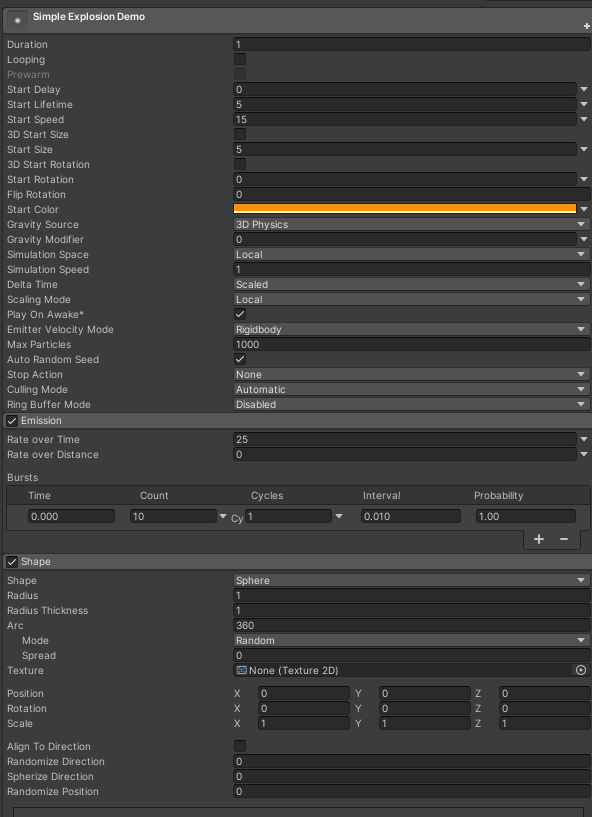 Simple Explosion Demo
Duration 1
Looping
Prewarm
Start Delay 0
Start Lifetime 5
Start Speed 15
3D Start Size
Start Size 5
3D Start Rotation
Start Rotation 0
Flip Rotation 0
Start Color
Gravity Source 3D Physics
Gravity Modifier 0
Simulation Space Local
Simulation Speed 1
Delta Time Scaled
Scaling Mode Local
Play On Awake*
Emitter Velocity Mode Rigidbody
Max Particles 1000
Auto Random Seed
Stop Action None
Culling Mode Automatic
Ring Buffer Mode Disabled
Emission
Rate over Time 25
Rate over Distance 0
Bursts
Time Count Cycles Interval Probability
0.000 10 Cy 1 0.010 1.00
Shape
Shape Sphere
Radius 1
Radius Thickness 1
Arc 360
Mode Random
Spread 0
Texture None (Texture 2D)
Position X 0 Y 0 Z 0
Rotation X 0 Y 0 Z 0
Scale X 1 Y 1 Z 1
Align To Direction
Randomize Direction 0
Spherize Direction 0
Randomize Position 0